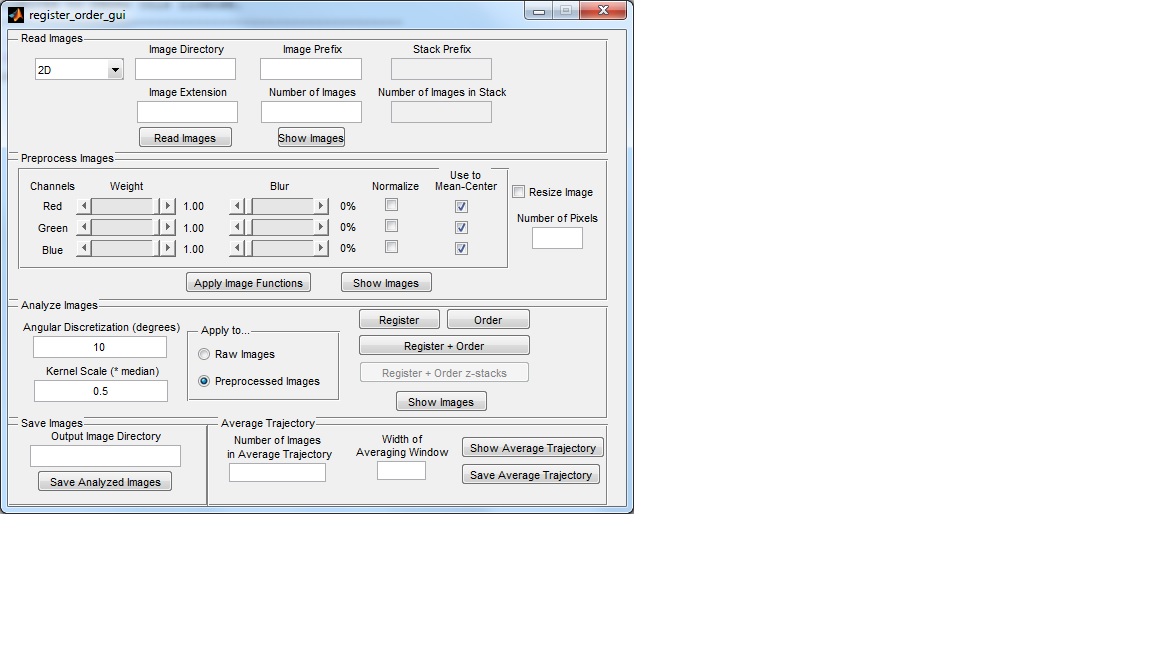 register_order_gui
Read Images
Image Directory
Image Prefix
Stack Prefix
2D
Image Extension
Number of Images
Number of Images in Stack
Read Images
Show Images
Preprocess Images
Channels
Weight
Blur
Normalize
Use to
Mean-Center
Resize Image
Red
1.00
0%
Number of Pixels
Green
1.00
0%
Blue
1.00
0%
Apply Image Functions
Show Images
Analyze Images
Angular Discretization (degrees)
10
Kernel Scale (* median)
0.5
Apply to...
Raw Images
Preprocessed Images
Register
Order
Register + Order
Register + Order z-stacks
Show Images
Save Images
Output Image Directory
Save Analyzed Images
Average Trajectory
Number of Images
in Average Trajectory
Width of
Averaging Window
Show Average Trajectory
Save Average Trajectory